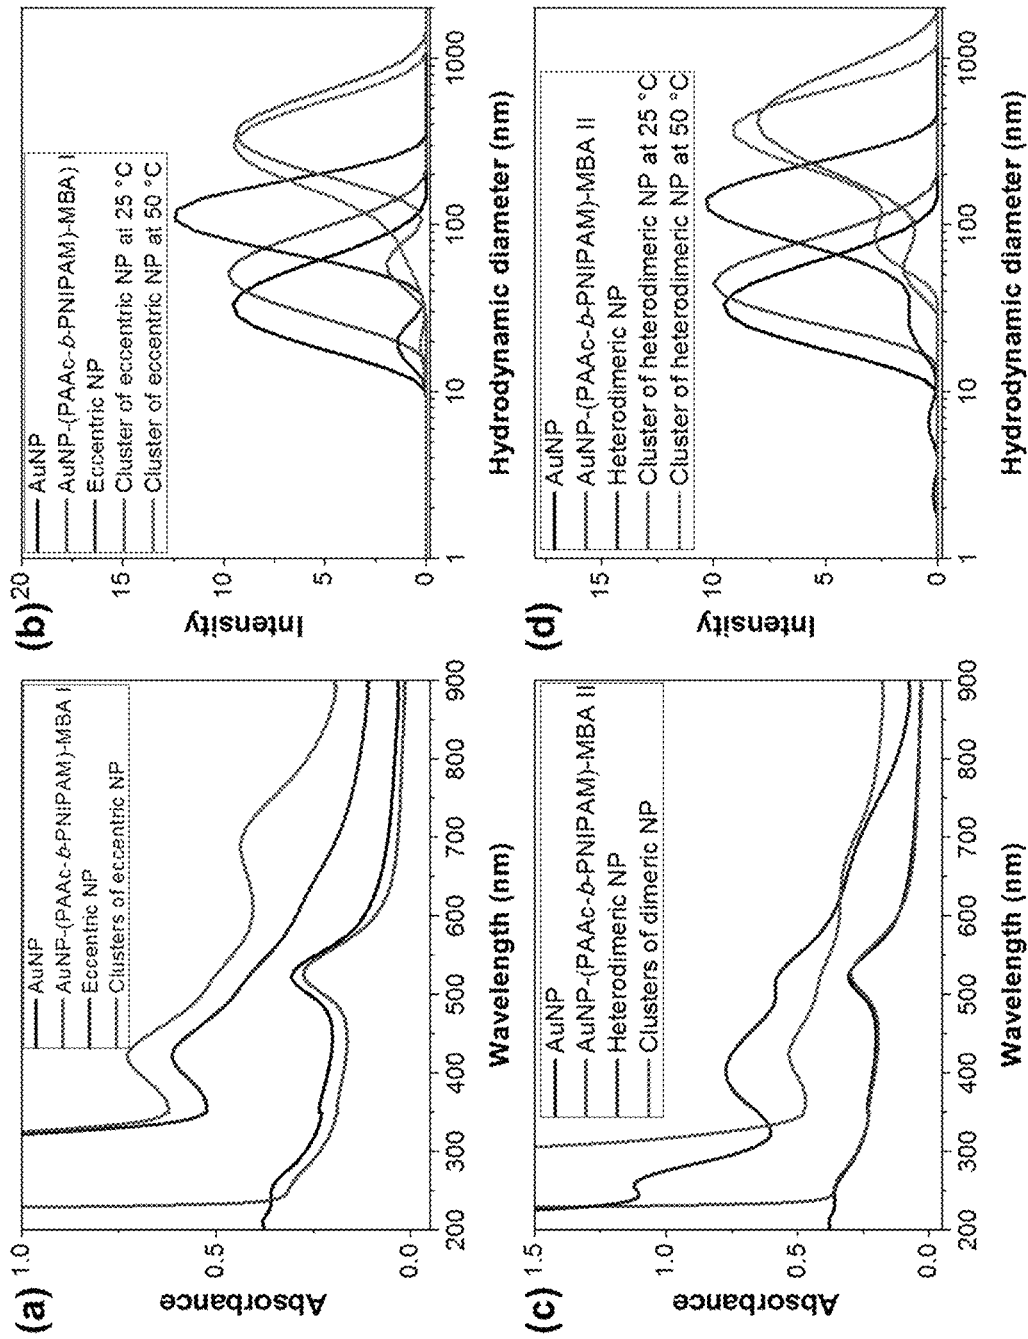 (a)
1.0
0.5
0.0
Absorbance
200 300 400 500 600 700 800 900
Wavelength (nm)
AuNP
AuNP-(PAAc-b-PNIPAM)-MBA I
Eccentric NP
Clusters of eccentric NP
(b)
20
15
10
5
0
Intensity
1 10 100 1000
Hydrodynamic diameter (nm)
AuNP
AuNP-(PAAc-b-PNIPAM)-MBA) I
Eccentric NP
Cluster of eccentric NP at 25 °C
Cluster of eccentric NP at 50 °C
(c)
1.5
1.0
0.5
0.0
Absorbance
200 300 400 500 600 700 800 900
Wavelength (nm)
AuNP
AuNP-(PAAc-b-PNIPAM)-MBA II
Heterodimeric NP
Clusters of dimeric NP
(d)
15
10
5
0
Intensity
1 10 100 1000
Hydrodynamic diameter (nm)
AuNP
AuNP-(PAAc-b-PNIPAM)-MBA II
Heterodimeric NP
Cluster of heterodimeric NP at 25 °C
Cluster of heterodimeric NP at 50 °C